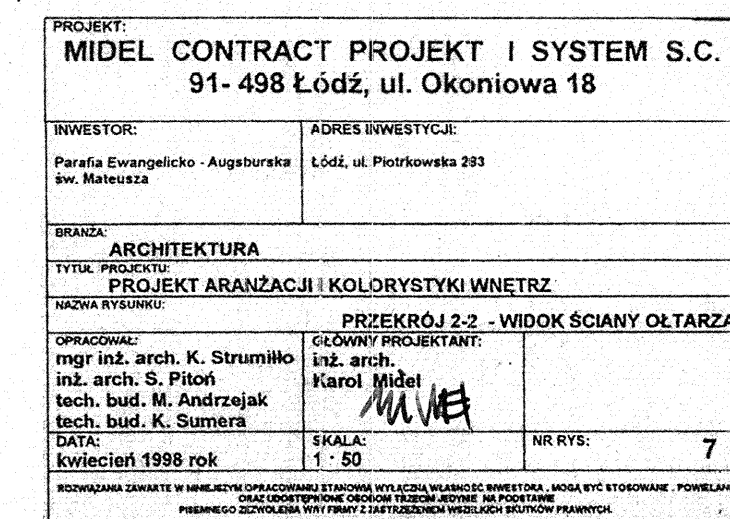 PROJEKT:
MIDEL CONTRACT PROJEKT I SYSTEM S.C.
91- 498 Łódź, ul. Okoniowa 18
INWESTOR:
Parafia Ewangelicko - Augsburska
św. Mateusza
ADRES INWESTYCJI:
Łódź, ul. Piotrkowska 283
BRANŻA:
ARCHITEKTURA
TYTUŁ PROJEKTU:
PROJEKT ARANŻACJI I KOLORYSTYKI WNĘTRZ
NAZWA RYSUNKU:
PRZEKRÓJ 2-2 - WIDOK ŚCIANY OŁTARZA
OPRACOWAŁ:
mgr inż. arch. K. Strumiłło
inż. arch. S. Pitoń
tech. bud. M. Andrzejak
tech. bud. K. Sumera
GŁÓWNY PROJEKTANT:
inż. arch.
Karol Midel
DATA:
kwiecień 1998 rok
SKALA:
1 : 50
NR RYS:
7
ROZWIĄZANIA ZAWARTE W NINIEJSZYM OPRACOWANIU STANOWIĄ WYŁĄCZNĄ WŁASNOŚĆ INWESTORA . MOGĄ BYĆ STOSOWANE . POWIELAN
ORAZ UDOSTĘPNIONE OSOBOM TRZECIM JEDYNIE NA PODSTAWIE
PISEMNEGO ZEZWOLENIA W/W FIRMY Z ZASTRZEŻENIEM WSZELKICH SKUTKÓW PRAWNYCH.